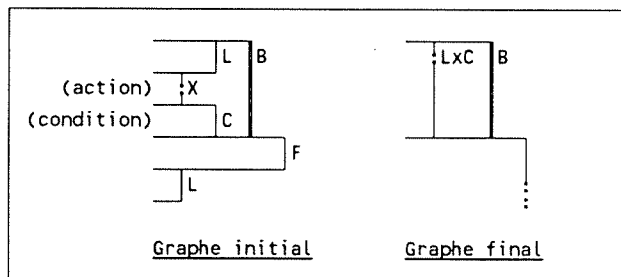 L B LxC B
(action) X
(condition) C
F
L
Graphe initial Graphe final